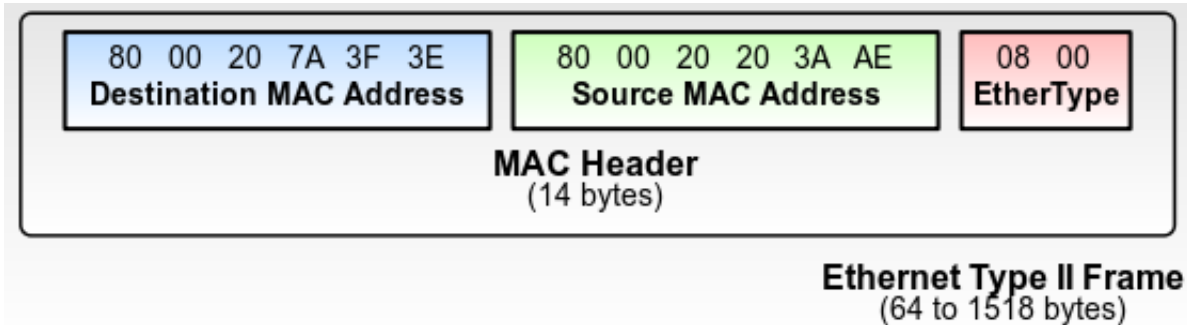 80 00 20 7A 3F 3E
Destination MAC Address
80 00 20 20 3A AE
Source MAC Address
08 00
EtherType
MAC Header
(14 bytes)
Ethernet Type II Frame
(64 to 1518 bytes)